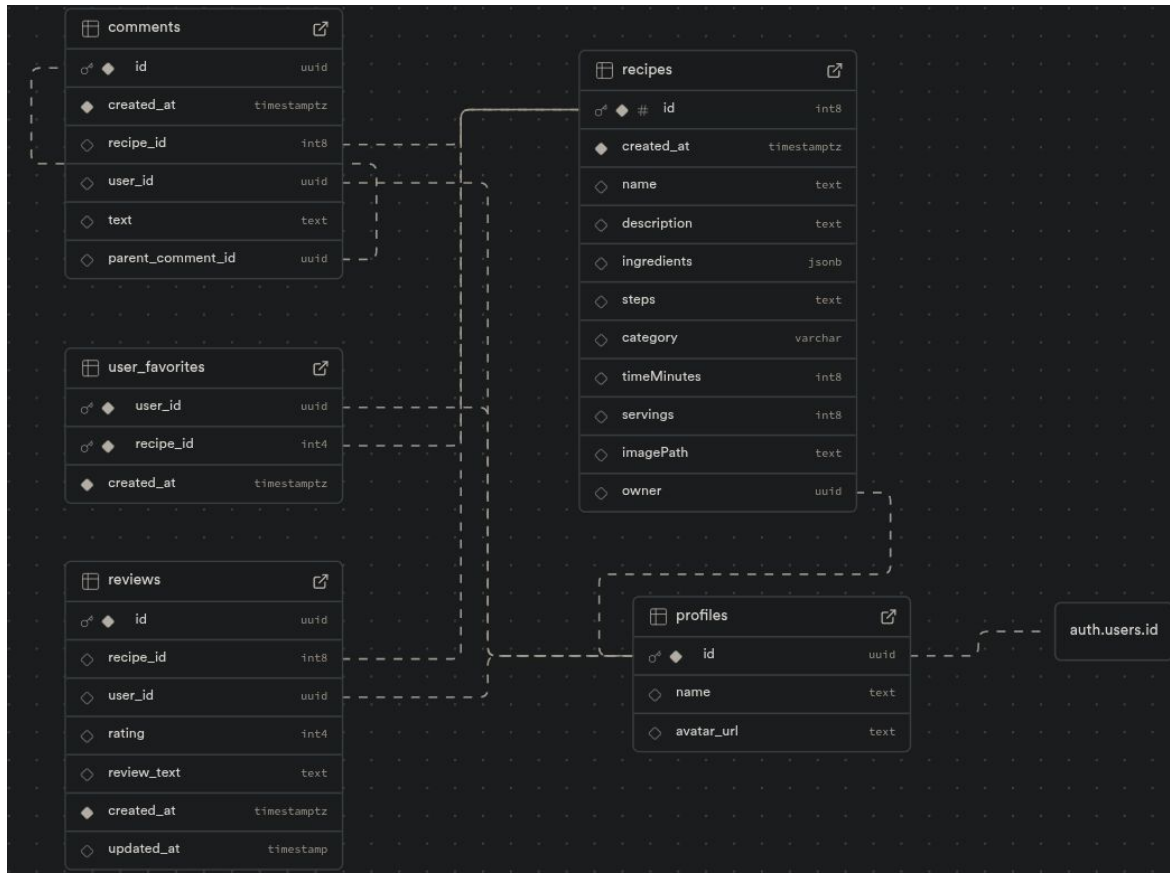 comments
id uuid
created_at timestamptz
recipe_id int8
user_id uuid
text text
parent_comment_id uuid
user_favorites
user_id uuid
recipe_id int4
created_at timestamptz
reviews
id uuid
recipe_id int8
user_id uuid
rating int4
review_text text
created_at timestamptz
updated_at timestamp
recipes
# id int8
created_at timestamptz
name text
description text
ingredients jsonb
steps text
category varchar
timeMinutes int8
servings int8
imagePath text
owner uuid
profiles
id uuid
name text
avatar_url text
auth.users.id